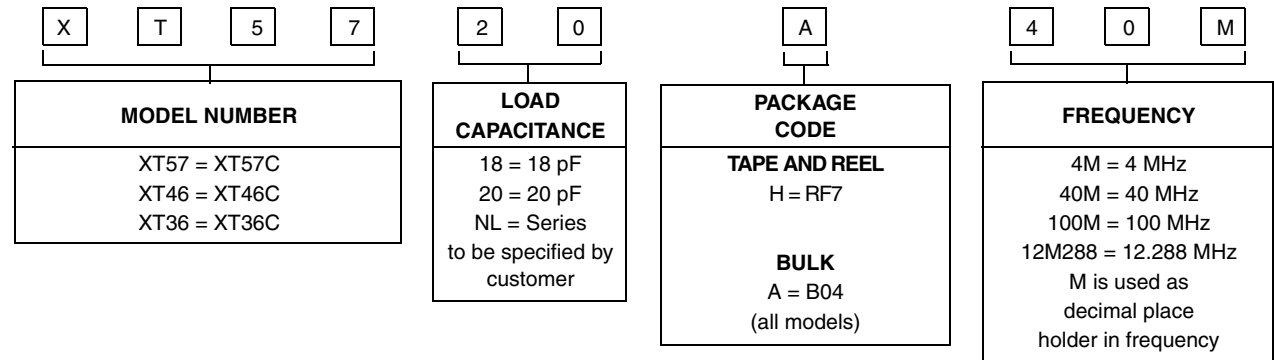 X T 5 7 2 0 A 4 0 M
MODEL NUMBER
XT57 = XT57C
XT46 = XT46C
XT36 = XT36C
LOAD
CAPACITANCE
18 = 18 pF
20 = 20 pF
NL = Series
to be specified by
customer
PACKAGE
CODE
TAPE AND REEL
H = RF7
BULK
A = B04
(all models)
FREQUENCY
4M = 4 MHz
40M = 40 MHz
100M = 100 MHz
12M288 = 12.288 MHz
M is used as
decimal place
holder in frequency